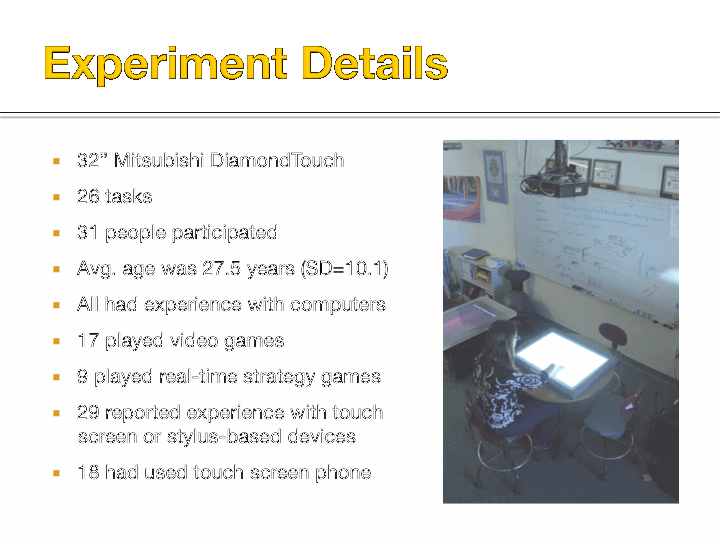 Experiment Details
32” Mitsubishi DiamondTouch
26 tasks
31 people participated
Avg. age was 27.5 years (SD=10.1)
All had experience with computers
17 played video games
9 played real-time strategy games
29 reported experience with touch
screen or stylus-based devices
18 had used touch screen phone